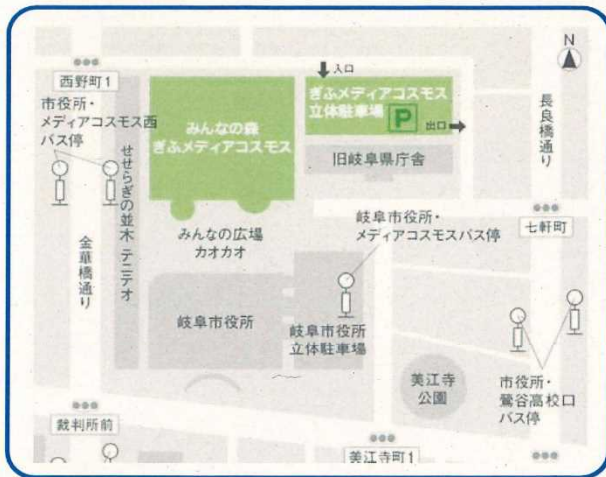 N
入口
西野町1
ぎふメディアコスモス
立体駐車場
P
出口
市役所・
メディアコスモス西
バス停
みんなの森
ぎふメディアコスモス
長良橋通り
旧岐阜県庁舎
せせらぎの並木 テニテオ
岐阜市役所・
メディアコスモスバス停
七軒町
みんなの広場
カオカオ
金華橋通り
岐阜市役所
岐阜市役所
立体駐車場
美江寺
公園
市役所・
鶯谷高校口
バス停
裁判所前
美江寺町1